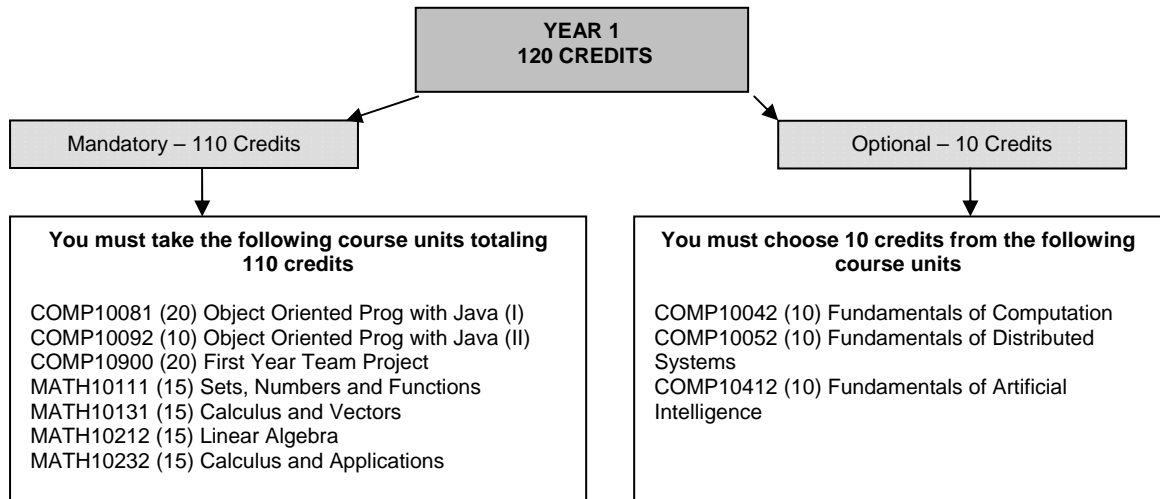 YEAR 1
120 CREDITS
Mandatory – 110 Credits
Optional – 10 Credits
You must take the following course units totaling
110 credits
COMP10081 (20) Object Oriented Prog with Java (I)
COMP10092 (10) Object Oriented Prog with Java (II)
COMP10900 (20) First Year Team Project
MATH10111 (15) Sets, Numbers and Functions
MATH10131 (15) Calculus and Vectors
MATH10212 (15) Linear Algebra
MATH10232 (15) Calculus and Applications
You must choose 10 credits from the following
course units
COMP10042 (10) Fundamentals of Computation
COMP10052 (10) Fundamentals of Distributed
Systems
COMP10412 (10) Fundamentals of Artificial
Intelligence